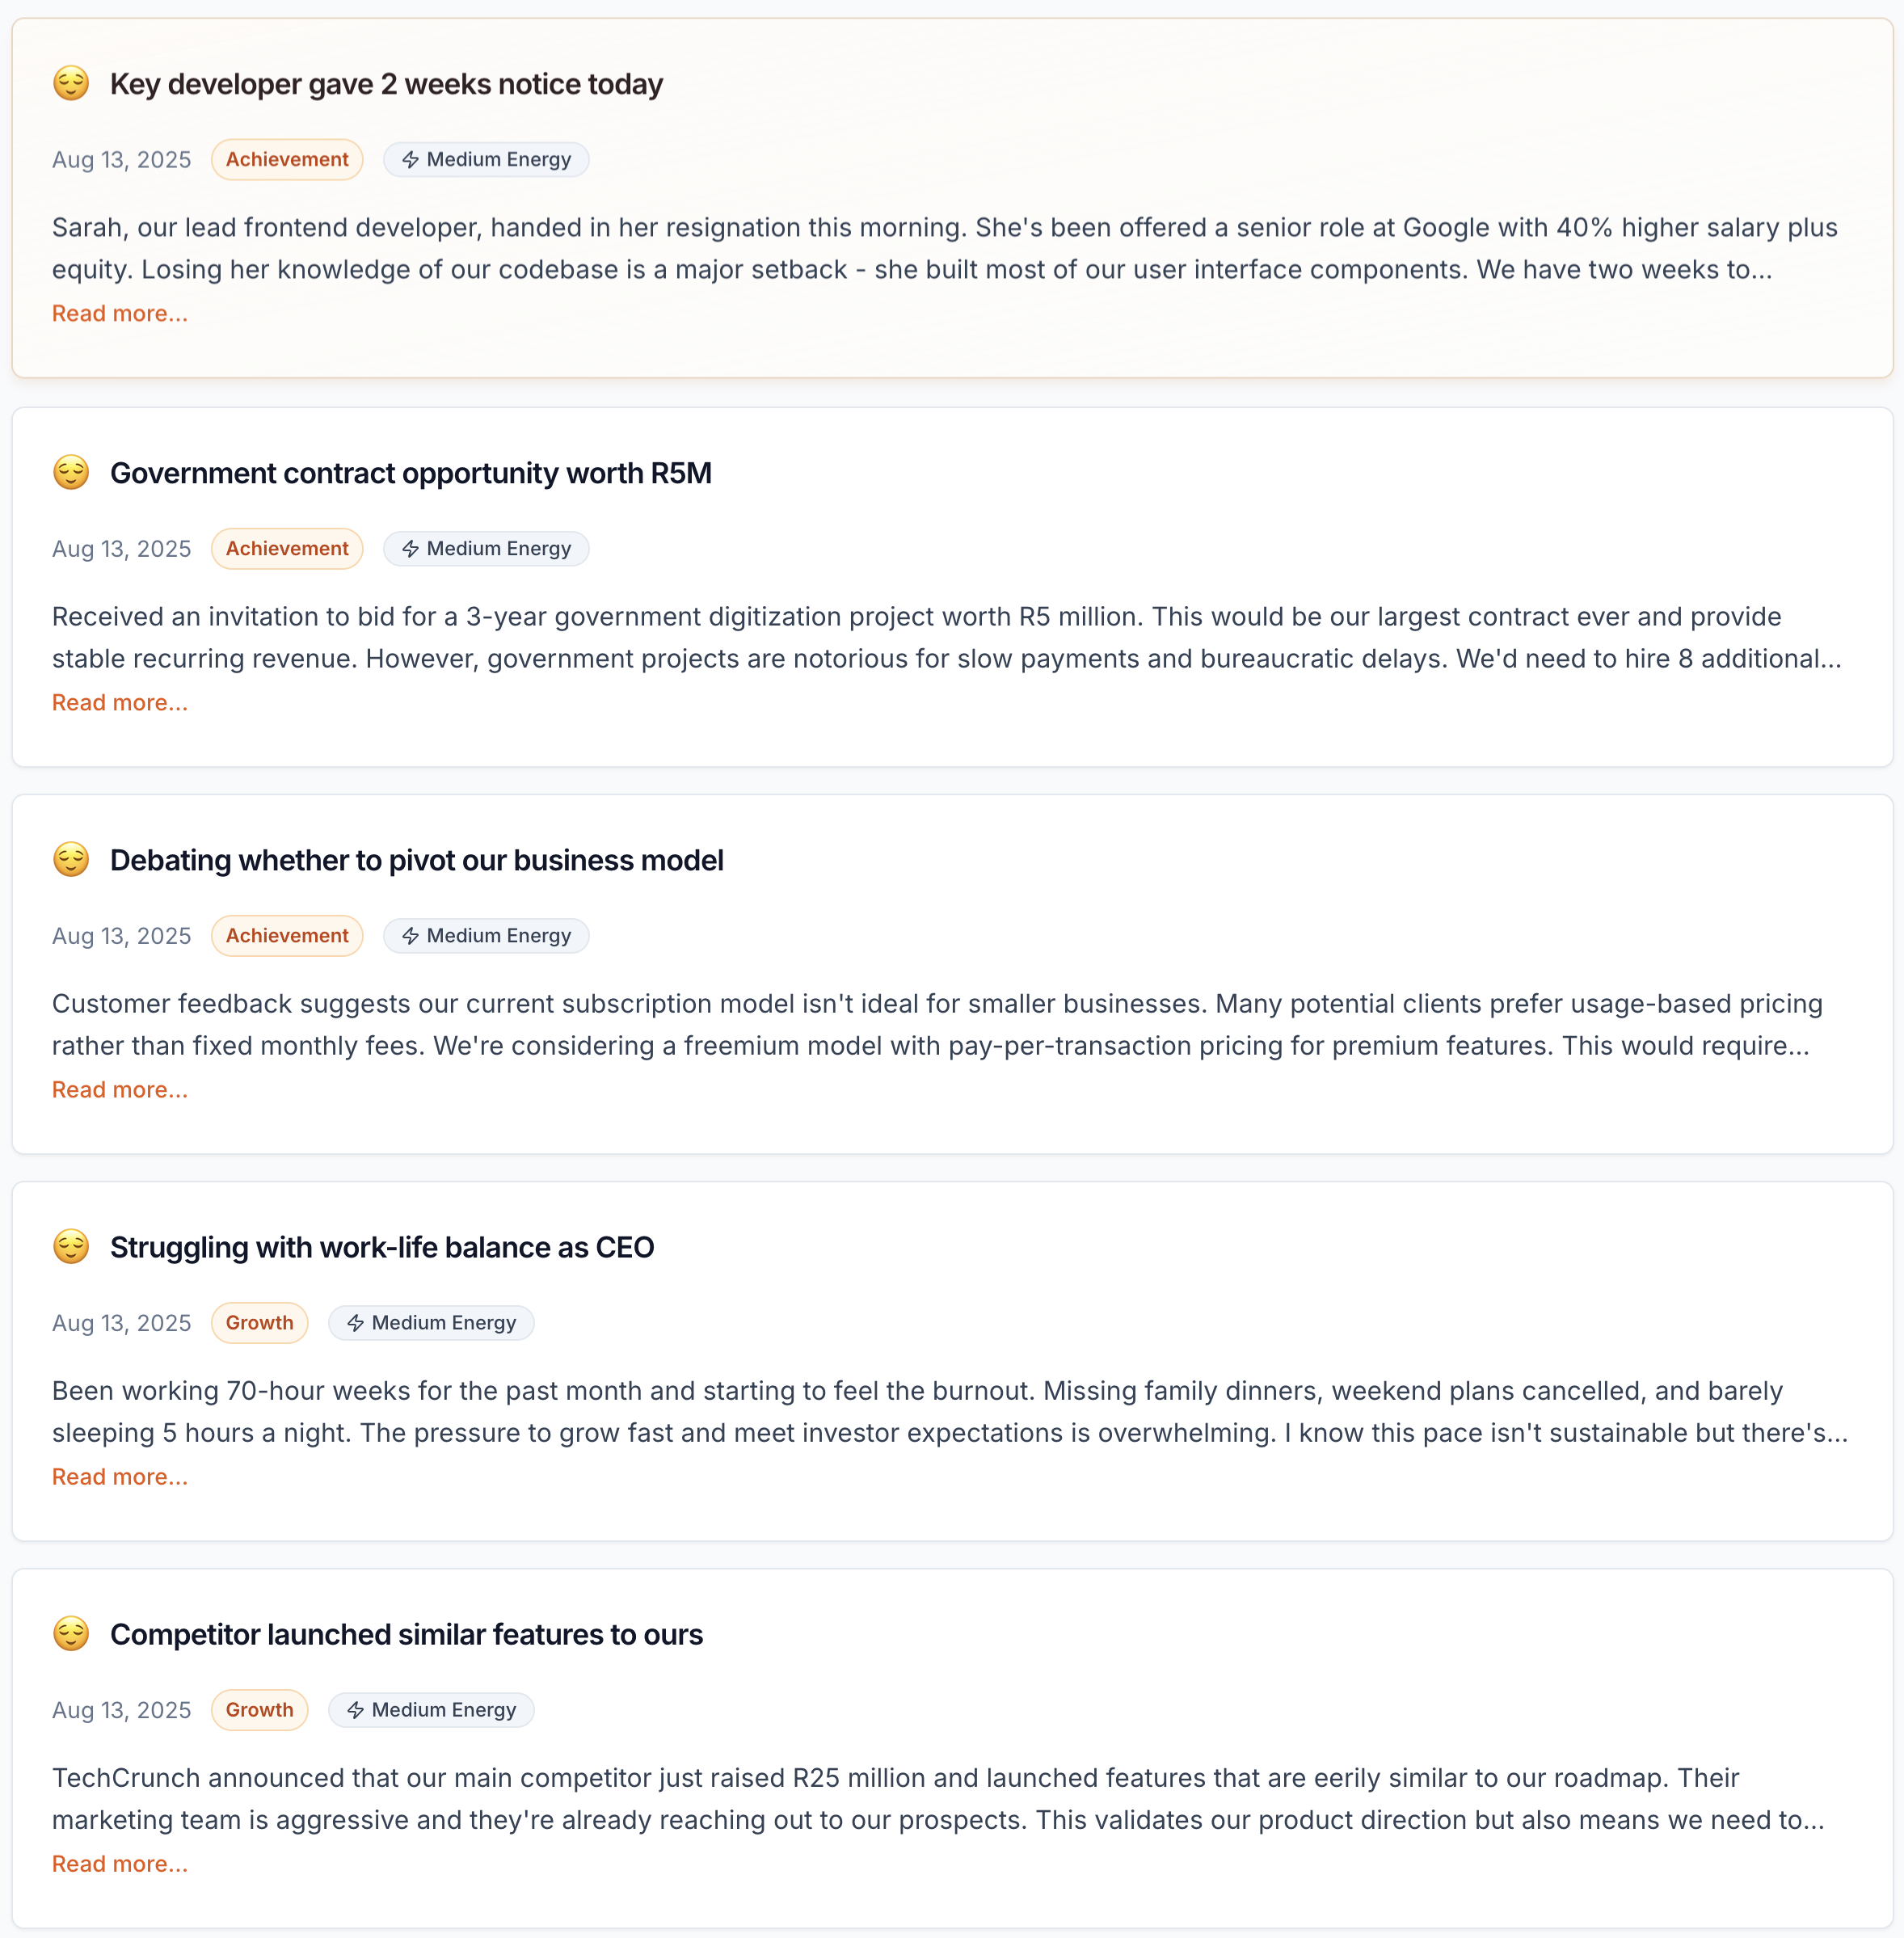 Key developer gave 2 weeks notice today
Aug 13, 2025 Achievement Medium Energy
Sarah, our lead frontend developer, handed in her resignation this morning. She's been offered a senior role at Google with 40% higher salary plus
equity. Losing her knowledge of our codebase is a major setback - she built most of our user interface components. We have two weeks to...
Read more...
Government contract opportunity worth R5M
Aug 13, 2025 Achievement Medium Energy
Received an invitation to bid for a 3-year government digitization project worth R5 million. This would be our largest contract ever and provide
stable recurring revenue. However, government projects are notorious for slow payments and bureaucratic delays. We'd need to hire 8 additional...
Read more...
Debating whether to pivot our business model
Aug 13, 2025 Achievement Medium Energy
Customer feedback suggests our current subscription model isn't ideal for smaller businesses. Many potential clients prefer usage-based pricing
rather than fixed monthly fees. We're considering a freemium model with pay-per-transaction pricing for premium features. This would require...
Read more...
Struggling with work-life balance as CEO
Aug 13, 2025 Growth Medium Energy
Been working 70-hour weeks for the past month and starting to feel the burnout. Missing family dinners, weekend plans cancelled, and barely
sleeping 5 hours a night. The pressure to grow fast and meet investor expectations is overwhelming. I know this pace isn't sustainable but there's...
Read more...
Competitor launched similar features to ours
Aug 13, 2025 Growth Medium Energy
TechCrunch announced that our main competitor just raised R25 million and launched features that are eerily similar to our roadmap. Their
marketing team is aggressive and they're already reaching out to our prospects. This validates our product direction but also means we need to...
Read more...